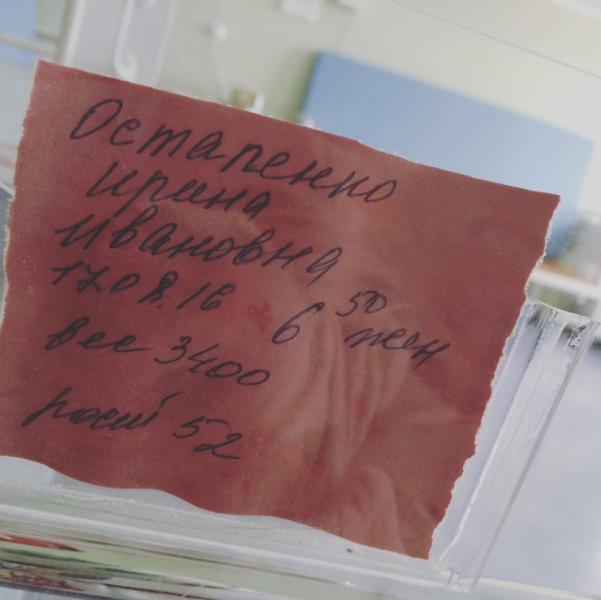 Остапенко
Ирина
Ивановна
17.08.16 6 50 жен
вес 3400
рост 52